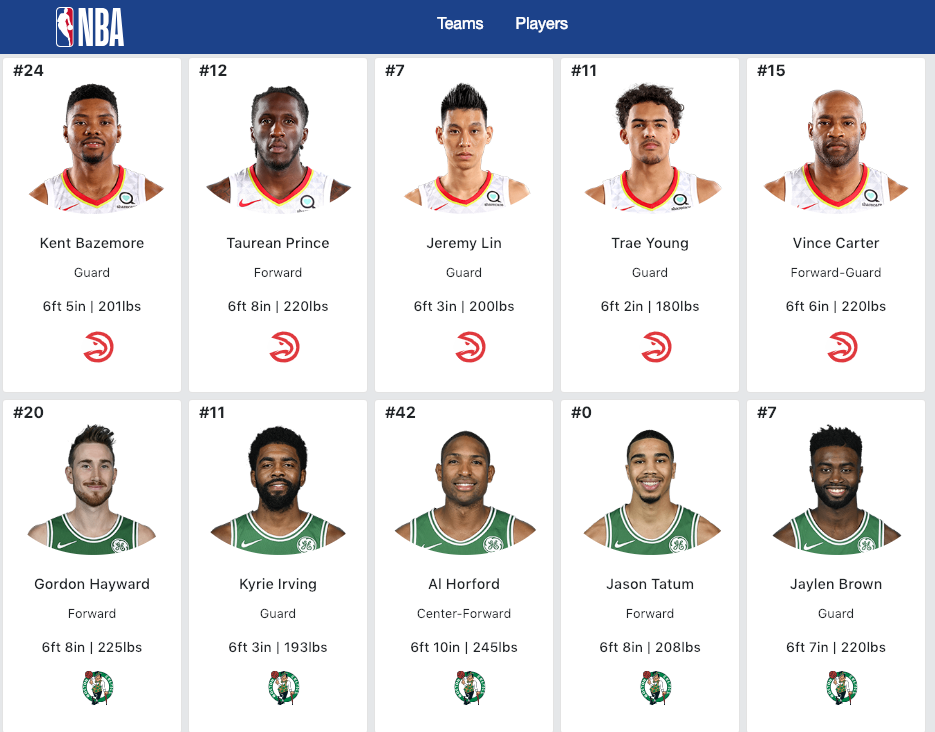 NBA
Teams Players
#24 #12 #7 #11 #15
Kent Bazemore Taurean Prince Jeremy Lin Trae Young Vince Carter
Guard Forward Guard Guard Forward-Guard
6ft 5in | 201lbs 6ft 8in | 220lbs 6ft 3in | 200lbs 6ft 2in | 180lbs 6ft 6in | 220lbs
#20 #11 #42 #0 #7
Gordon Hayward Kyrie Irving Al Horford Jason Tatum Jaylen Brown
Forward Guard Center-Forward Forward Guard
6ft 8in | 225lbs 6ft 3in | 193lbs 6ft 10in | 245lbs 6ft 8in | 208lbs 6ft 7in | 220lbs